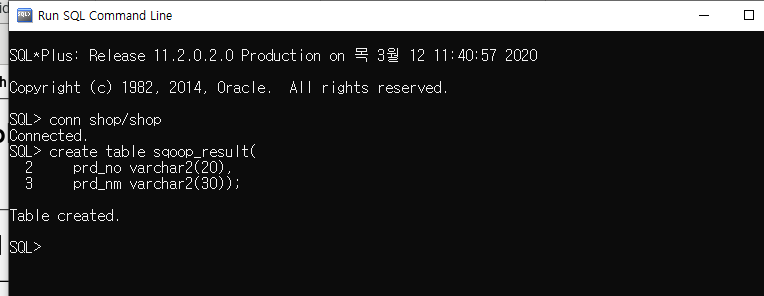 Run SQL Command Line
SQL*Plus: Release 11.2.0.2.0 Production on 목 3월 12 11:40:57 2020
Copyright (c) 1982, 2014, Oracle.  All rights reserved.
SQL> conn shop/shop
Connected.
SQL> create table sqoop_result(
  2     prd_no varchar2(20),
  3     prd_nm varchar2(30));
Table created.
SQL>